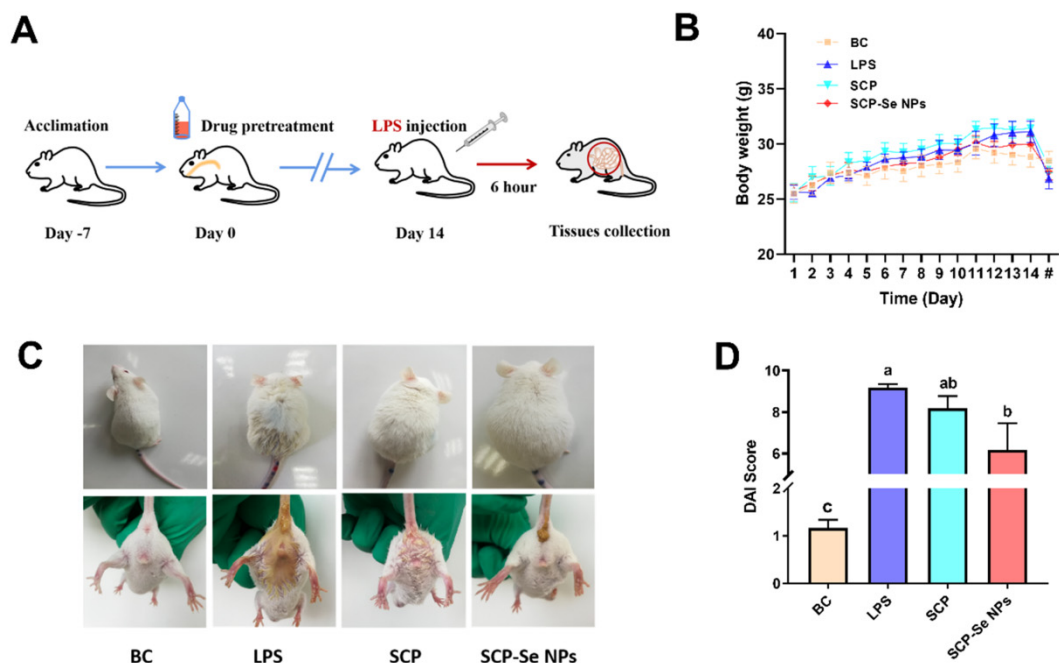 A
Acclimation
Drug pretreatment
LPS injection
6 hour
Day -7
Day 0
Day 14
Tissues collection
B
BC
LPS
SCP
SCP-Se NPs
Body weight (g)
40
35
30
25
20
1 2 3 4 5 6 7 8 9 10 11 12 13 14 #
Time (Day)
C
BC LPS SCP SCP-Se NPs
D
DAI Score
10
8
6
2
1
0
a
ab
b
c
BC LPS SCP SCP-Se NPs